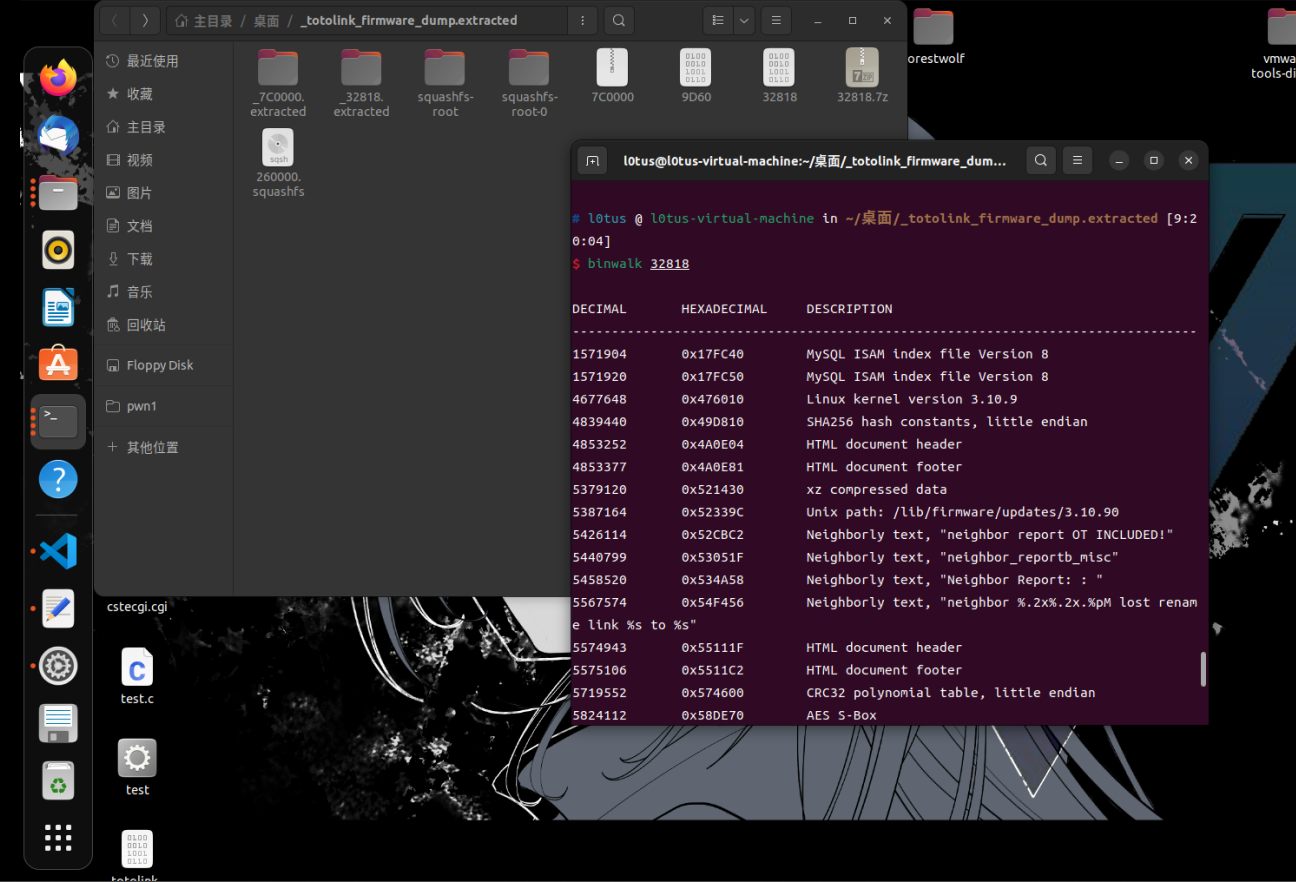 主目录 / 桌面 / _totolink_firmware_dump.extracted
最近使用
收藏
主目录
视频
图片
文档
下载
音乐
回收站
Floppy Disk
pwn1
其他位置
_7C0000.
extracted
_32818.
extracted
squashfs-
root
squashfs-
root-0
7C0000
9D60
32818
32818.7z
260000.
squashfs
orestwolf
vmwa
tools-di
l0tus@l0tus-virtual-machine:~/桌面/_totolink_firmware_dum...
# l0tus @ l0tus-virtual-machine in ~/桌面/_totolink_firmware_dump.extracted [9:2
0:04]
$ binwalk 32818
DECIMAL HEXADECIMAL DESCRIPTION
--------------------------------------------------------------------------------
1571904 0x17FC40 MySQL ISAM index file Version 8
1571920 0x17FC50 MySQL ISAM index file Version 8
4677648 0x476010 Linux kernel version 3.10.9
4839440 0x49D810 SHA256 hash constants, little endian
4853252 0x4A0E04 HTML document header
4853377 0x4A0E81 HTML document footer
5379120 0x521430 xz compressed data
5387164 0x52339C Unix path: /lib/firmware/updates/3.10.90
5426114 0x52CBC2 Neighborly text, "neighbor report OT INCLUDED!"
5440799 0x53051F Neighborly text, "neighbor_reportb_misc"
5458520 0x534A58 Neighborly text, "Neighbor Report: : "
5567574 0x54F456 Neighborly text, "neighbor %.2x%.2x.%pM lost renam
e link %s to %s"
5574943 0x55111F HTML document header
5575106 0x5511C2 HTML document footer
5719552 0x574600 CRC32 polynomial table, little endian
5824112 0x58DE70 AES S-Box
cstecgi.cgi
test.c
test
totolink